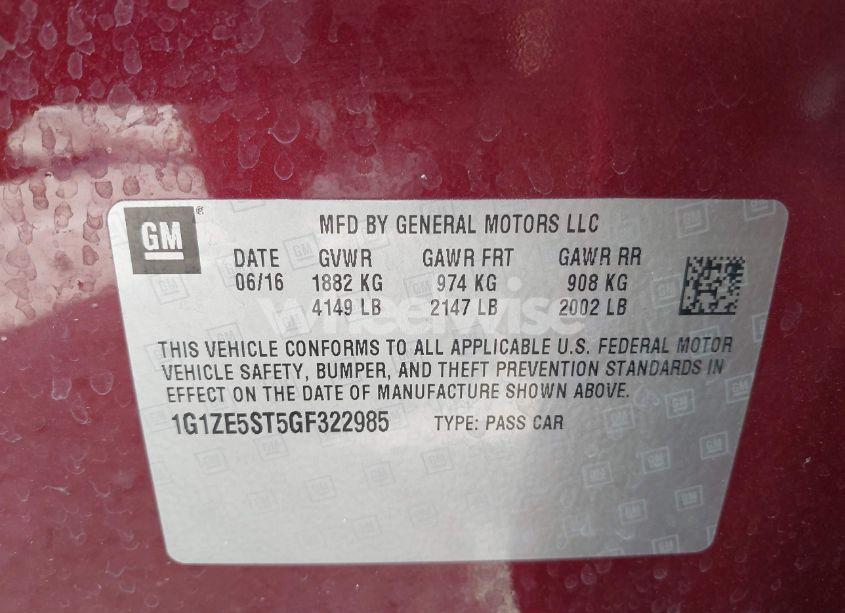 GM ®
MFD BY GENERAL MOTORS LLC
DATE GVWR GAWR FRT GAWR RR
06/16 1882 KG 974 KG 908 KG
4149 LB 2147 LB 2002 LB
wheelwise
THIS VEHICLE CONFORMS TO ALL APPLICABLE U.S. FEDERAL MOTOR
VEHICLE SAFETY, BUMPER, AND THEFT PREVENTION STANDARDS IN
EFFECT ON THE DATE OF MANUFACTURE SHOWN ABOVE.
1G1ZE5ST5GF322985 TYPE: PASS CAR